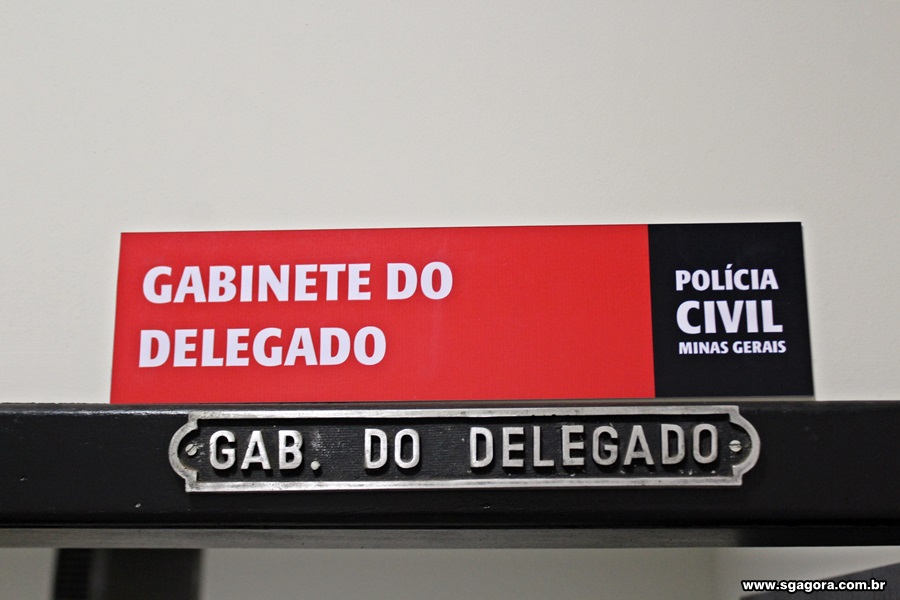 GABINETE DO
DELEGADO
POLÍCIA
CIVIL
MINAS GERAIS
GAB. DO DELEGADO
www.sgagora.com.br